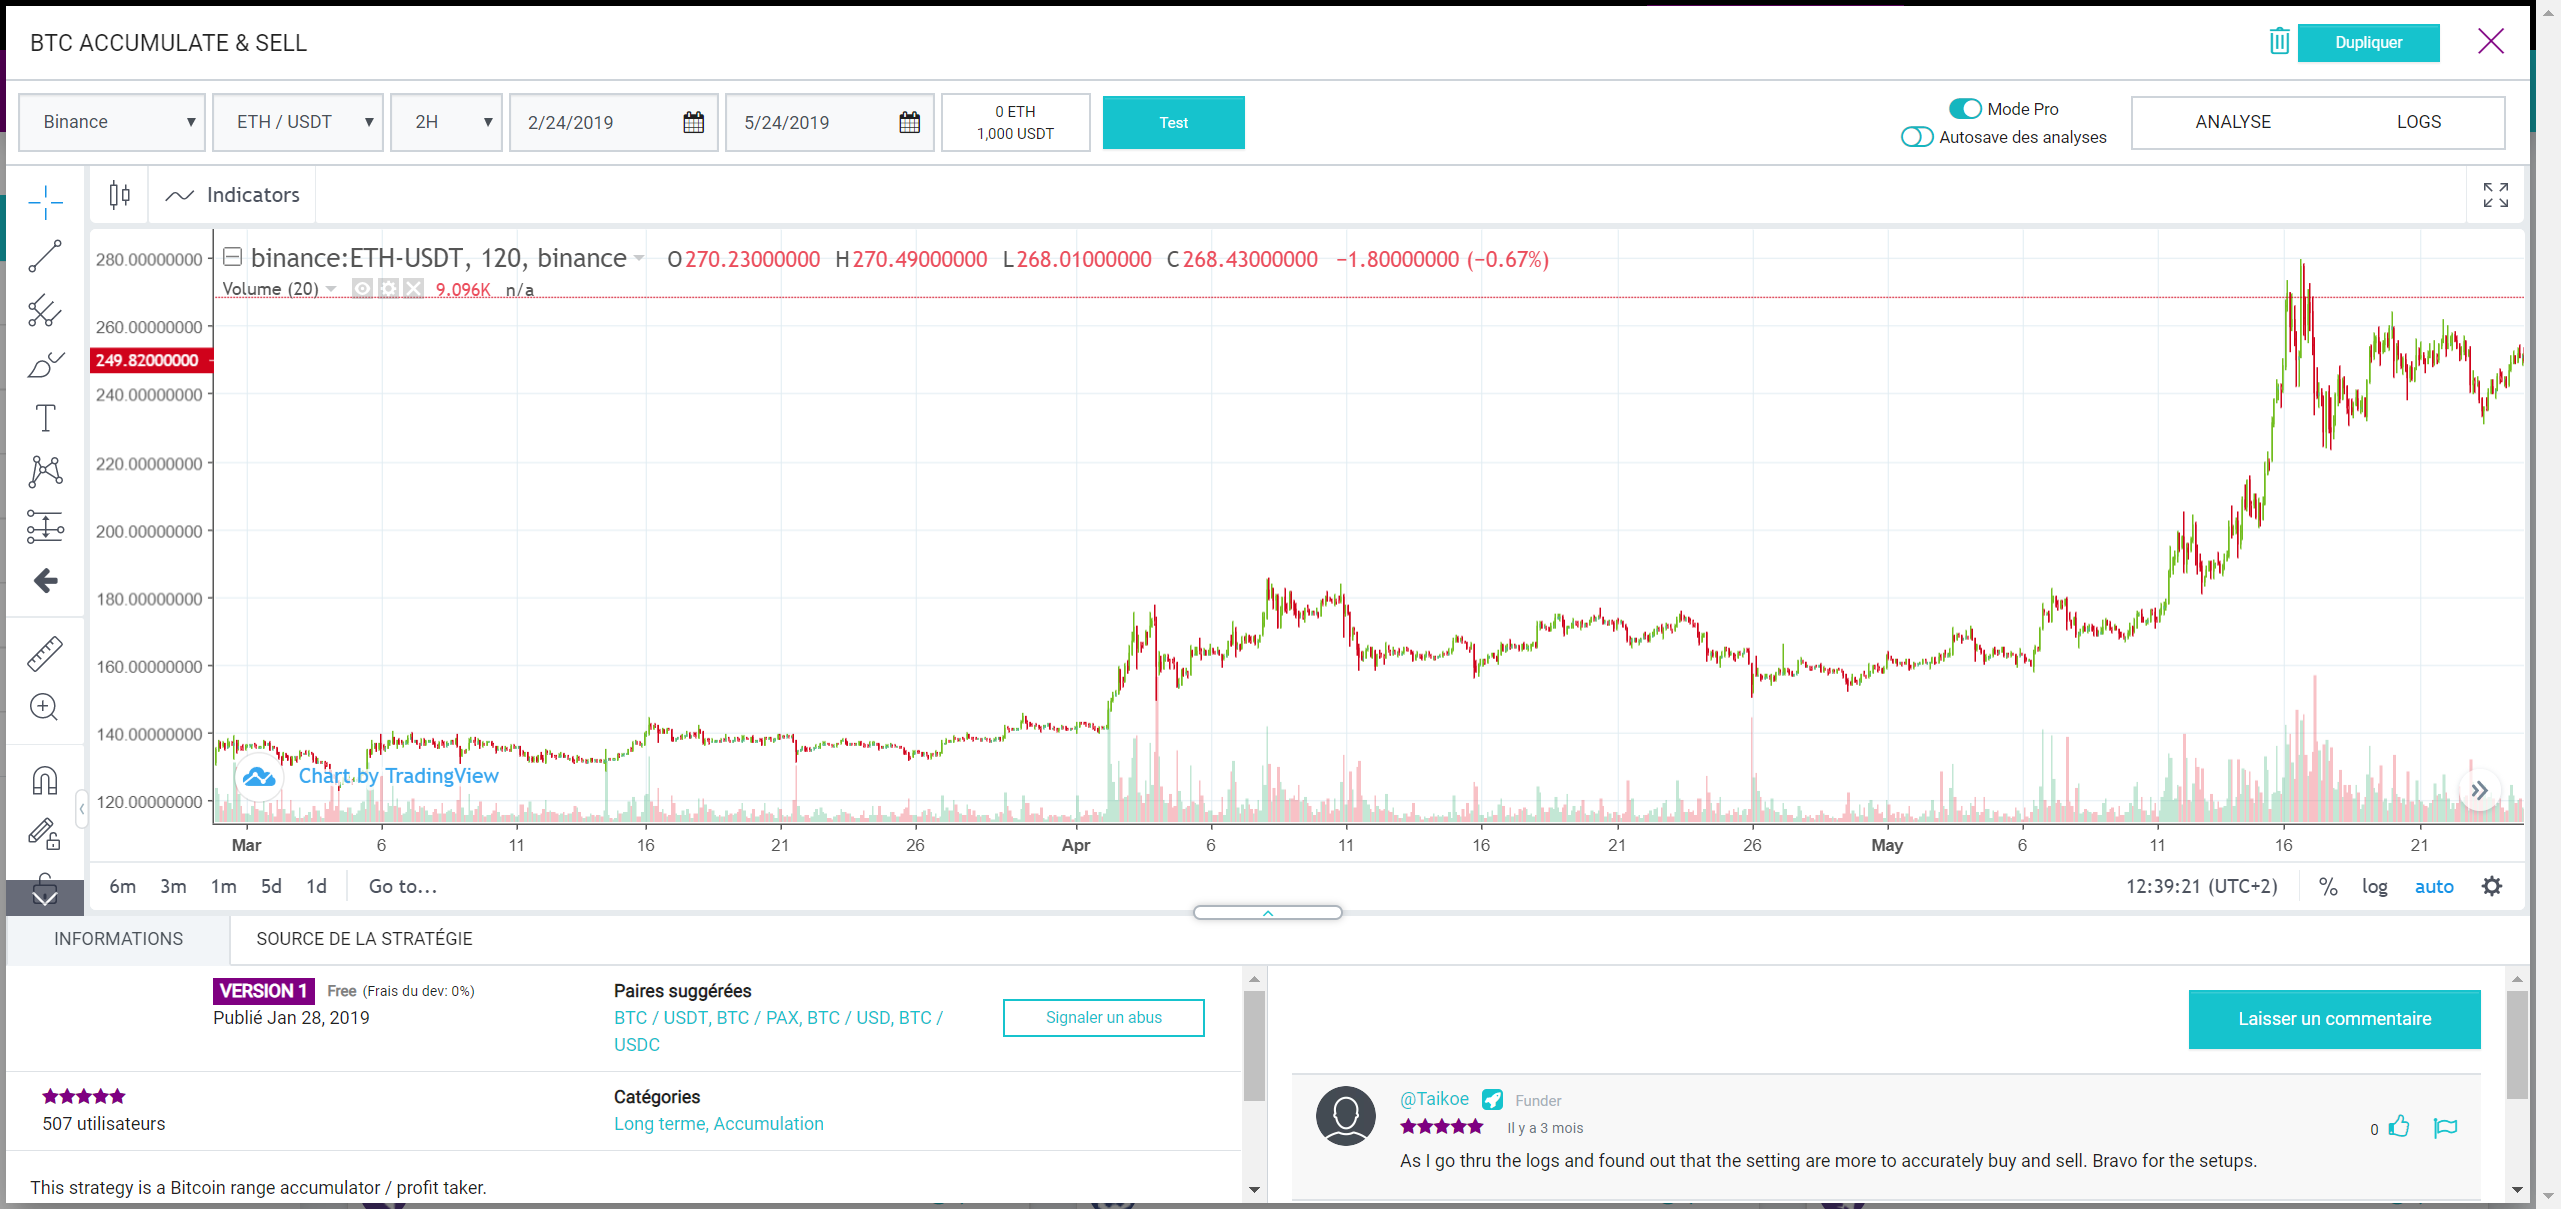 BTC ACCUMULATE & SELL
Dupliquer
Binance
ETH / USDT
2H
2/24/2019
5/24/2019
0 ETH
1,000 USDT
Test
Mode Pro
Autosave des analyses
ANALYSE
LOGS
Indicators
binance:ETH-USDT, 120, binance O270.23000000 H270.49000000 L268.01000000 C268.43000000 −1.80000000 (−0.67%)
Volume (20) 9.096K n/a
280.00000000
260.00000000
249.82000000
240.00000000
220.00000000
200.00000000
180.00000000
160.00000000
140.00000000
120.00000000
Chart by TradingView
Mar 6 11 16 21 26 Apr 6 11 16 21 26 May 6 11 16 21
6m 3m 1m 5d 1d Go to...
12:39:21 (UTC+2) % log auto
INFORMATIONS
SOURCE DE LA STRATÉGIE
VERSION 1 Free (Frais du dev: 0%)
Publié Jan 28, 2019
Paires suggérées
BTC / USDT, BTC / PAX, BTC / USD, BTC /
USDC
Signaler un abus
507 utilisateurs
Catégories
Long terme, Accumulation
This strategy is a Bitcoin range accumulator / profit taker.
Laisser un commentaire
@Taikoe Funder
Il y a 3 mois
0
As I go thru the logs and found out that the setting are more to accurately buy and sell. Bravo for the setups.